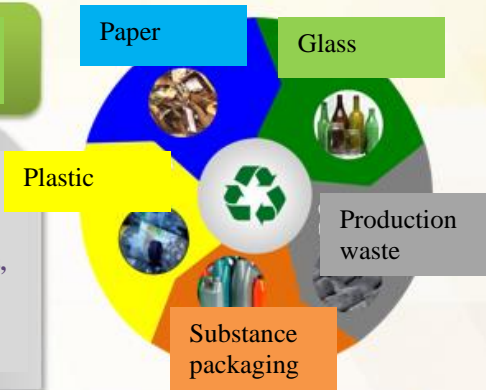 Paper
Glass
Plastic
,
Production
waste
Substance
packaging